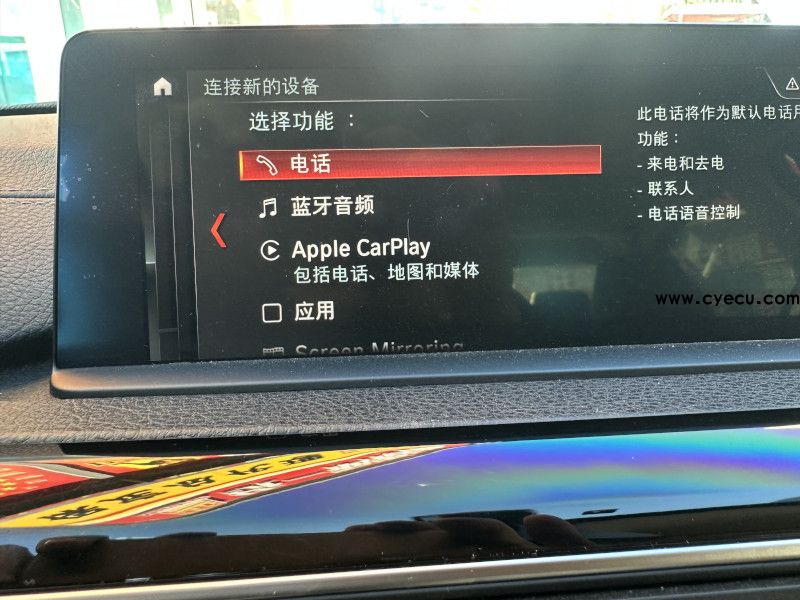 连接新的设备
选择功能：
电话
蓝牙音频
Apple CarPlay
包括电话、地图和媒体
应用
Screen Mirroring
此电话将作为默认电话
功能：
- 来电和去电
- 联系人
- 电话语音控制
www.cyecu.com